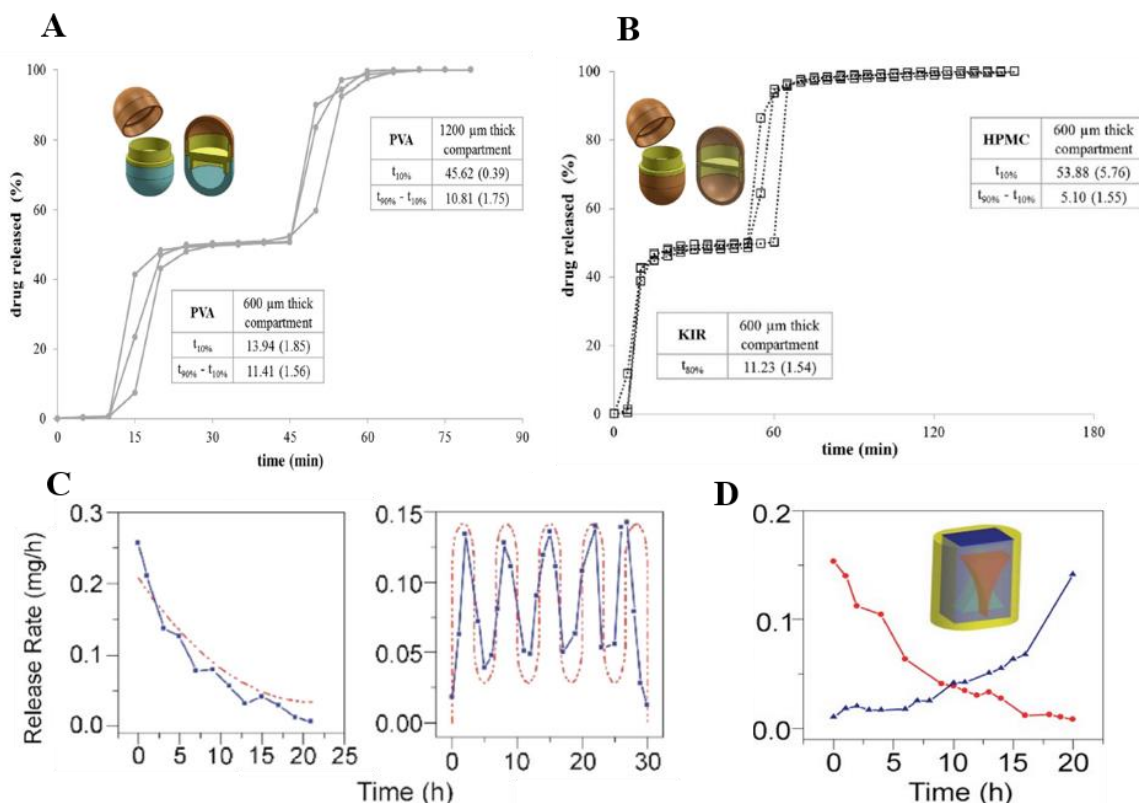 A
100
80
60
40
20
0
drug released (%)
0 15 30 45 60 75 90
time (min)
PVA 1200 µm thick compartment
t10% 45.62 (0.39)
t90% - t10% 10.81 (1.75)
PVA 600 µm thick compartment
t10% 13.94 (1.85)
t90% - t10% 11.41 (1.56)
B
100
80
60
40
20
0
drug released (%)
0 60 120 180
time (min)
HPMC 600 µm thick compartment
t10% 53.88 (5.76)
t90% - t10% 5.10 (1.55)
KIR 600 µm thick compartment
t80% 11.23 (1.54)
C
Release Rate (mg/h)
0.3
0.2
0.1
0.0
0 5 10 15 20 25
0.15
0.10
0.05
0.00
0 10 20 30
Time (h)
D
0.2
0.1
0.0
0 5 10 15 20
Time (h)